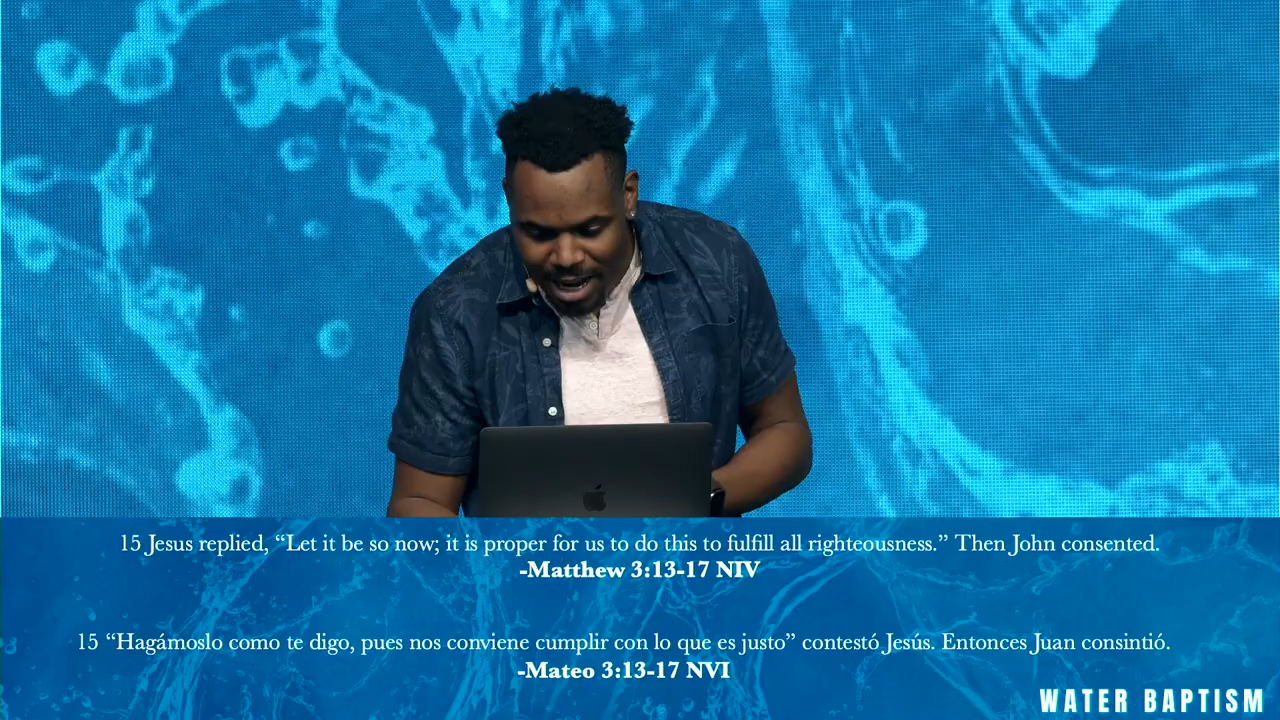 15 Jesus replied, “Let it be so now; it is proper for us to do this to fulfill all righteousness.” Then John consented.
-Matthew 3:13-17 NIV
15 “Hagámoslo como te digo, pues nos conviene cumplir con lo que es justo” contestó Jesús. Entonces Juan consintió.
-Mateo 3:13-17 NVI
WATER BAPTISM